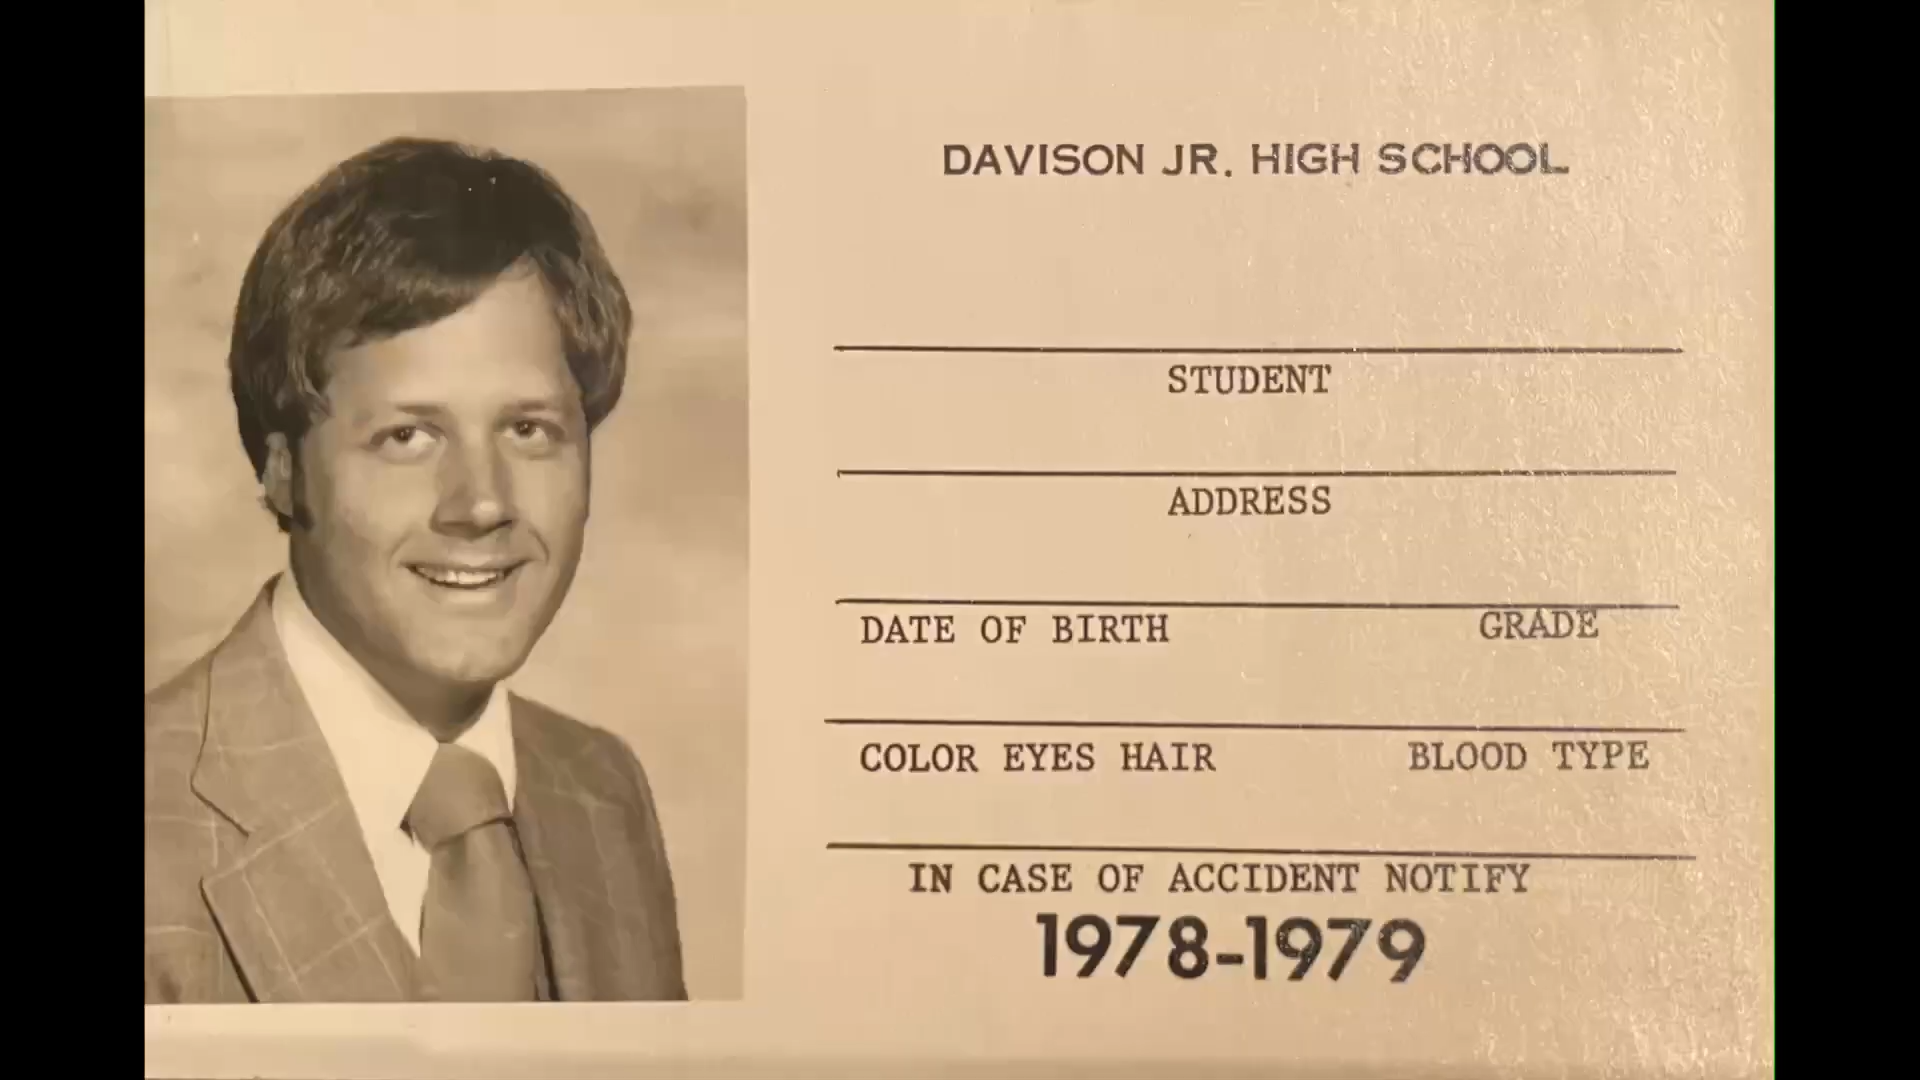 DAVISON JR. HIGH SCHOOL
STUDENT
ADDRESS
DATE OF BIRTH GRADE
COLOR EYES HAIR BLOOD TYPE
IN CASE OF ACCIDENT NOTIFY
1978-1979